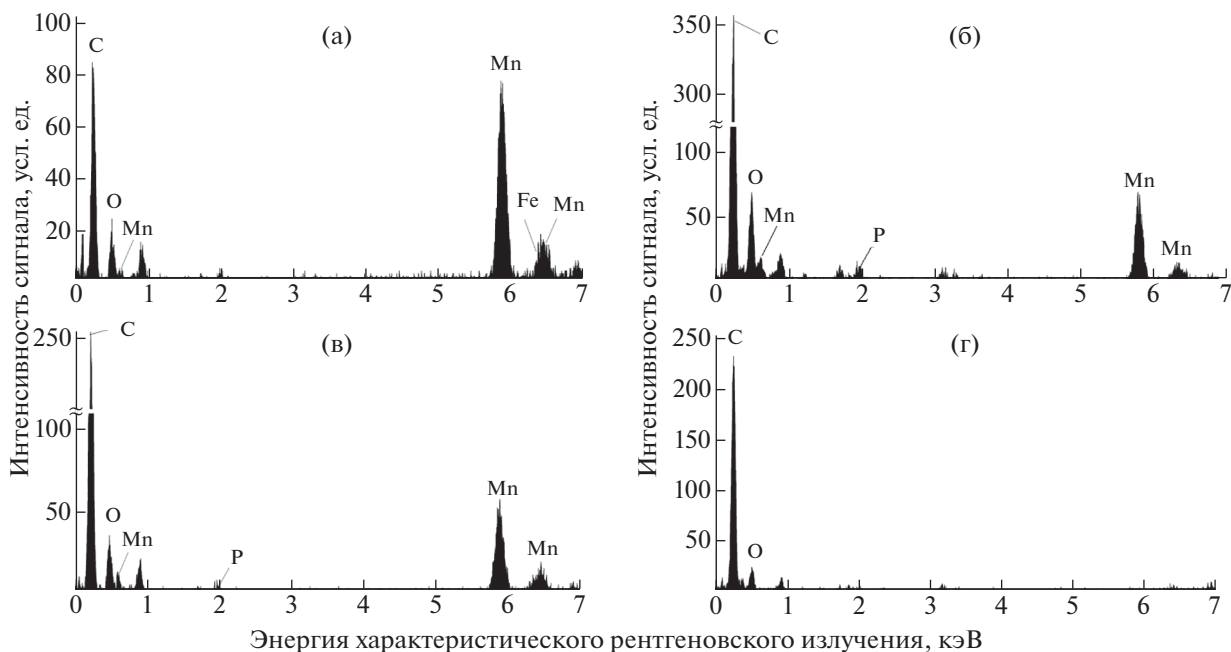 Интенсивность сигнала, усл. ед.
(а)
100
80
60
40
20
C
O
Mn
Mn
Fe
Mn
0 1 2 3 4 5 6 7
Интенсивность сигнала, усл. ед.
(б)
350
300
100
50
C
O
Mn
P
Mn
Mn
0 1 2 3 4 5 6 7
(в)
250
100
50
C
O
Mn
P
Mn
Mn
0 1 2 3 4 5 6 7
(г)
250
200
150
100
50
C
O
0 1 2 3 4 5 6 7
Энергия характеристического рентгеновского излучения, кэВ